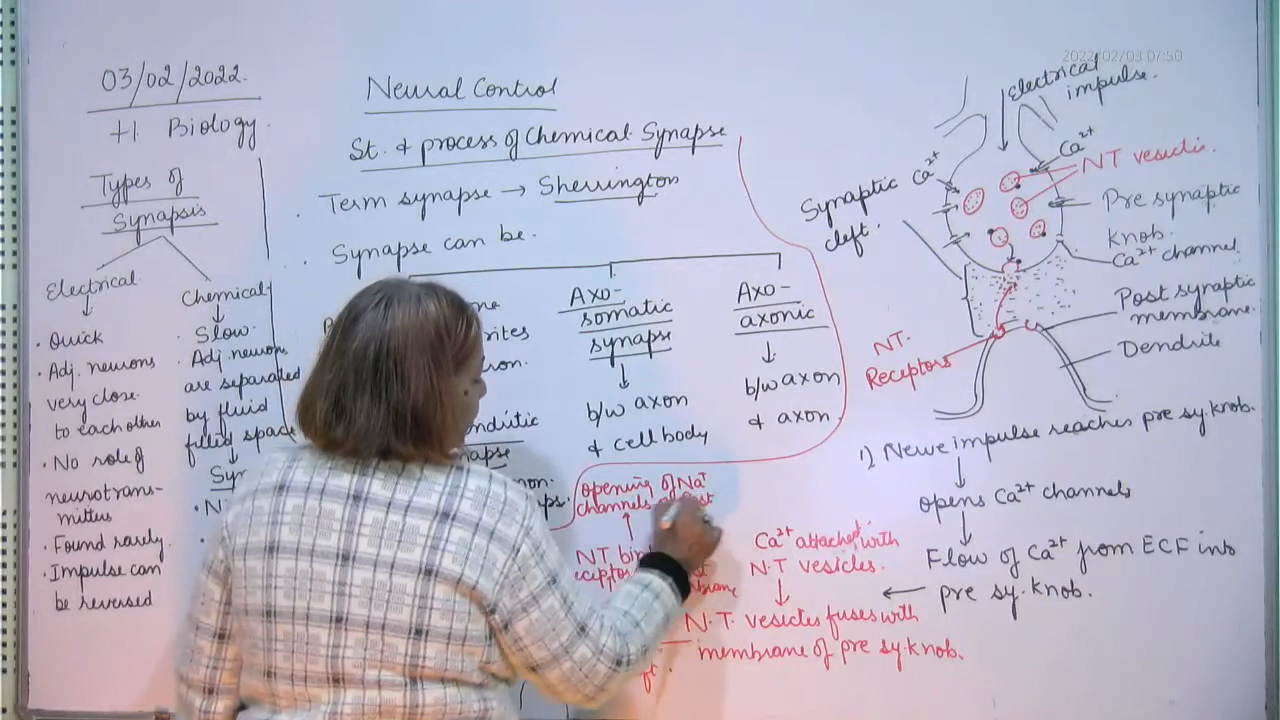 2022/02/03 07:50
03/02/2022.
+1 Biology.
Types of
Synapsis
Electrical
• Quick
• Adj. neurons
very close
to each other
• No role of
neurotrans-
mitters
• Found rarely.
• Impulse can
be reversed
Chemical
• Slow.
• Adj. neurons
are separated
by fluid
filled space
Neural Control
St. & process of Chemical Synapse
• Term synapse → Sherrington
• Synapse can be.
Axo-
somatic
synapse
b/w axon
& cell body
Axo-
axonic
b/w axon
& axon
Electrical
impulse.
Ca2+
Ca2+
NT vesicles.
Synaptic
cleft.
Pre synaptic
knob.
Ca2+ channel
Post synaptic
membrane.
Dendrite
NT.
Receptors
1) Nerve impulse reaches pre sy. knob.
opens Ca2+ channels
Flow of Ca2+ from ECF into
← pre sy. knob.
Ca2+ attached with
N.T vesicles.
N.T. vesicles fuses with
membrane of pre sy. knob.
NT
opening of Na+
channels